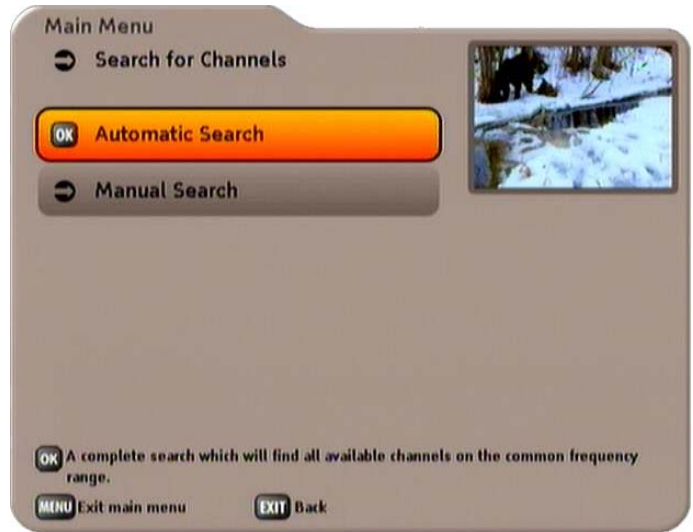 Main Menu
Search for Channels
OK Automatic Search
Manual Search
OK A complete search which will find all available channels on the common frequency
range.
MENU Exit main menu EXIT Back